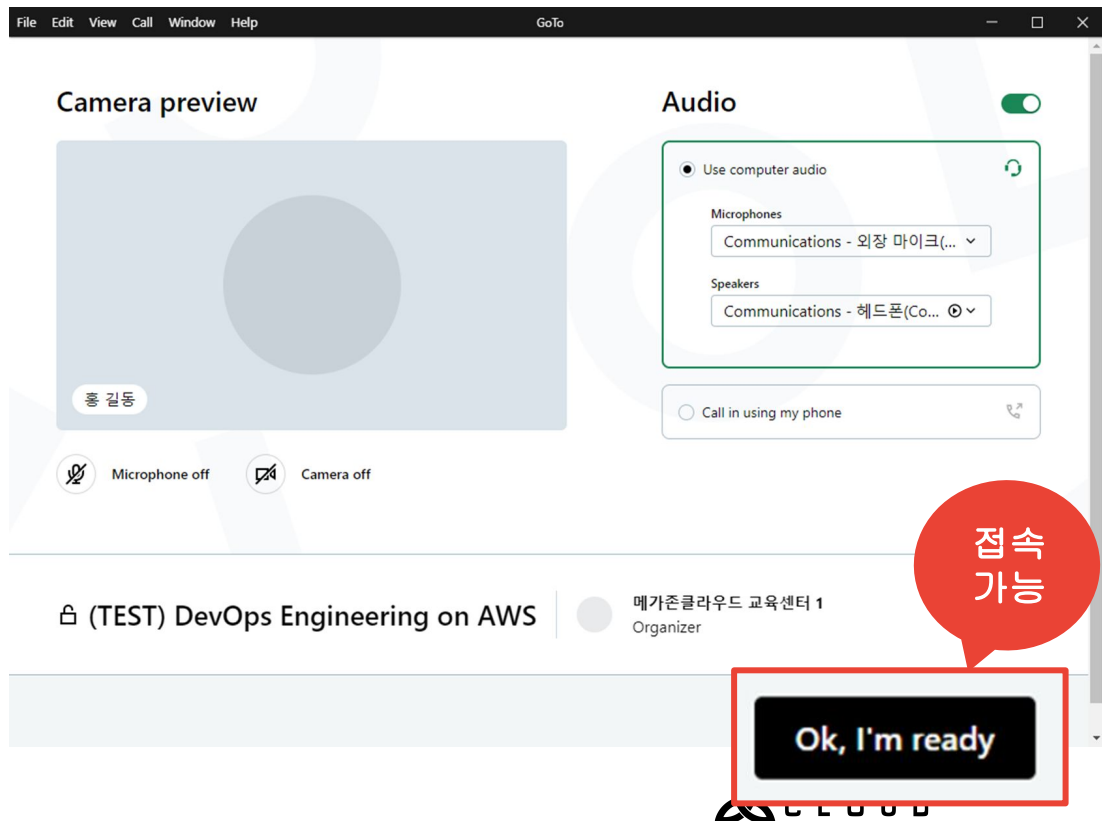 File Edit View Call Window Help GoTo
Camera preview
홍 길동
Microphone off Camera off
Audio
Use computer audio
Microphones
Communications - 외장 마이크(...
Speakers
Communications - 헤드폰(Co...
Call in using my phone
접속
가능
(TEST) DevOps Engineering on AWS
메가존클라우드 교육센터 1
Organizer
Ok, I'm ready
CLOUD